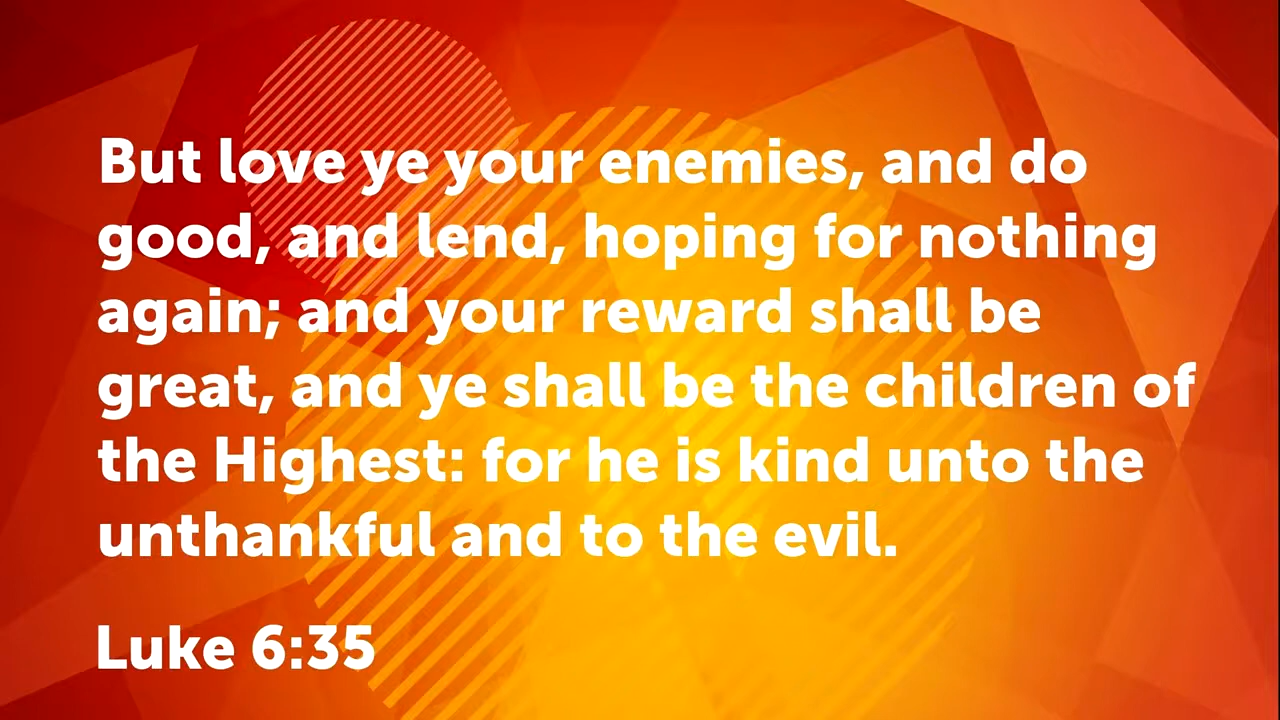 But love ye your enemies, and do
good, and lend, hoping for nothing
again; and your reward shall be
great, and ye shall be the children of
the Highest: for he is kind unto the
unthankful and to the evil.
Luke 6:35